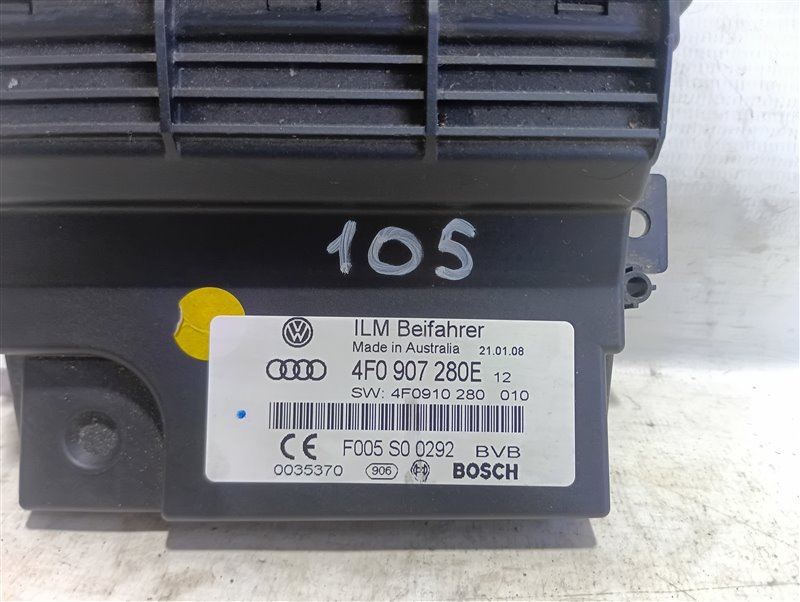 105
ILM Beifahrer
Made in Australia 21.01.08
4F0 907 280E 12
SW: 4F0910 280 010
CE F005 S0 0292 BVB
0035370 906 BOSCH